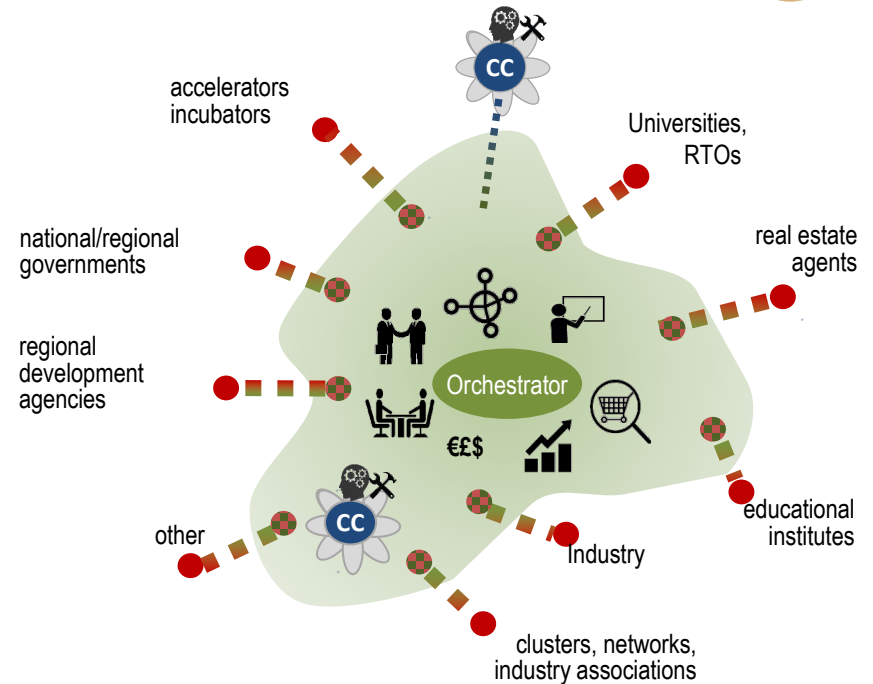 CC
accelerators
incubators
Universities,
RTOs
national/regional
governments
real estate
agents
regional
development
agencies
Orchestrator
€£$
CC
other
educational
institutes
Industry
clusters, networks,
industry associations